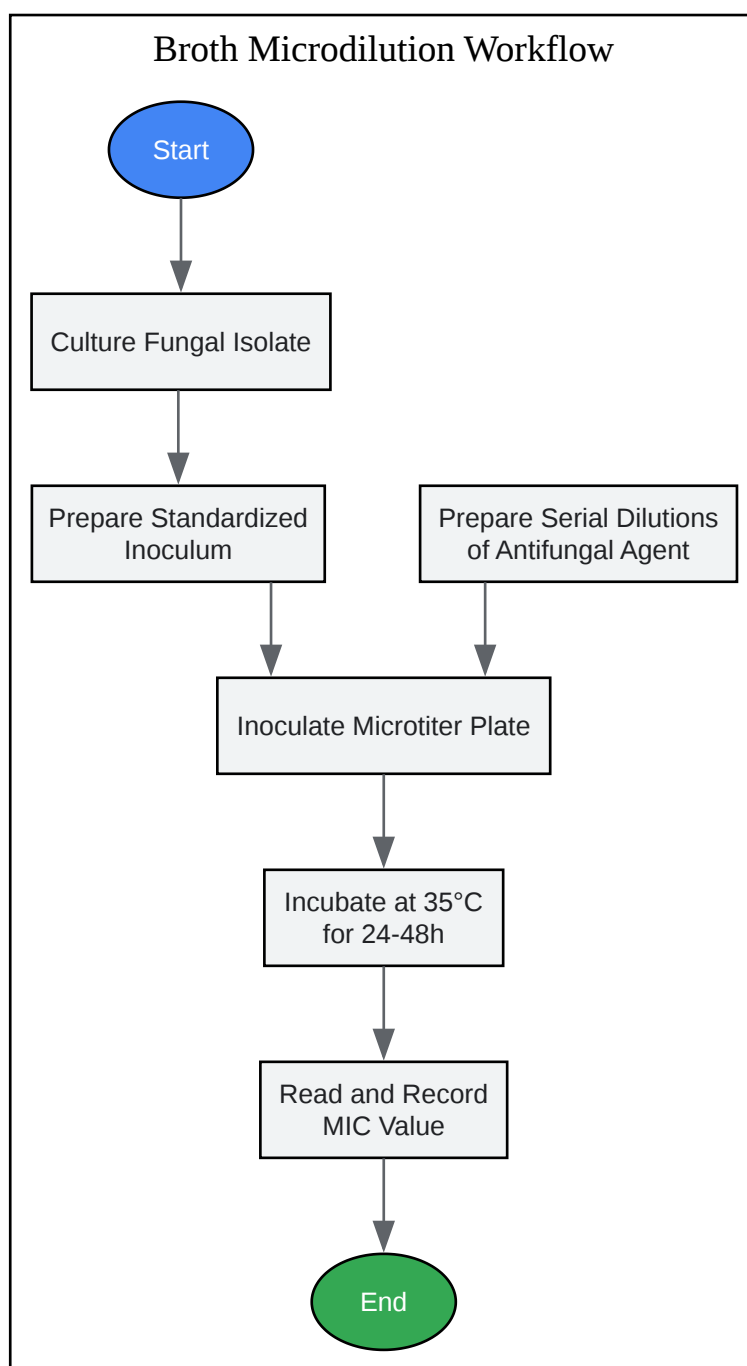 Broth Microdilution Workflow
Start
Culture Fungal Isolate
Prepare Standardized
Inoculum
Prepare Serial Dilutions
of Antifungal Agent
Inoculate Microtiter Plate
Incubate at 35°C
for 24-48h
Read and Record
MIC Value
End